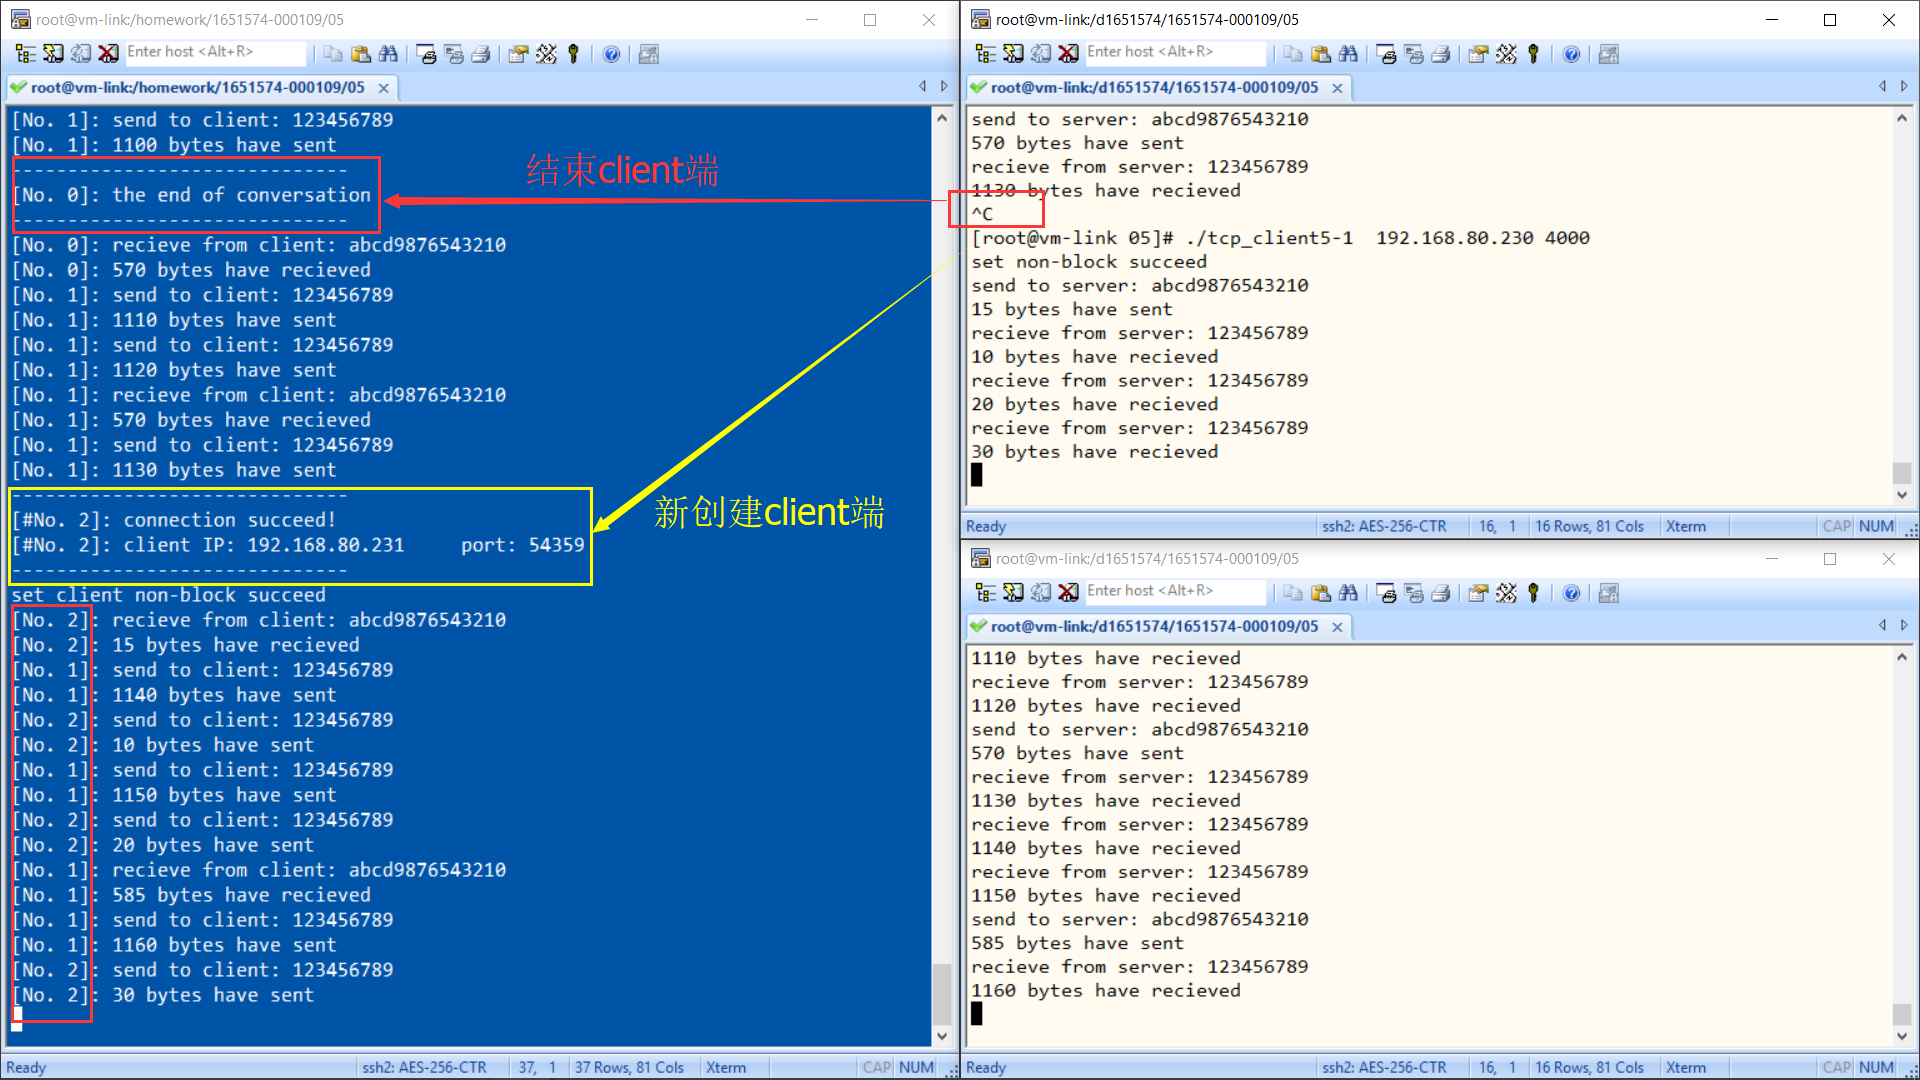 root@vm-link:/homework/1651574-000109/05
Enter host <Alt+R>
root@vm-link:/homework/1651574-000109/05
[No. 1]: send to client: 123456789
[No. 1]: 1100 bytes have sent
------------------------------
[No. 0]: the end of conversation
------------------------------
[No. 0]: recieve from client: abcd9876543210
[No. 0]: 570 bytes have recieved
[No. 1]: send to client: 123456789
[No. 1]: 1110 bytes have sent
[No. 1]: send to client: 123456789
[No. 1]: 1120 bytes have sent
[No. 1]: recieve from client: abcd9876543210
[No. 1]: 570 bytes have recieved
[No. 1]: send to client: 123456789
[No. 1]: 1130 bytes have sent
------------------------------
[#No. 2]: connection succeed!
[#No. 2]: client IP: 192.168.80.231     port: 54359
------------------------------
set client non-block succeed
[No. 2]: recieve from client: abcd9876543210
[No. 2]: 15 bytes have recieved
[No. 1]: send to client: 123456789
[No. 1]: 1140 bytes have sent
[No. 2]: send to client: 123456789
[No. 2]: 10 bytes have sent
[No. 1]: send to client: 123456789
[No. 1]: 1150 bytes have sent
[No. 2]: send to client: 123456789
[No. 2]: 20 bytes have sent
[No. 1]: recieve from client: abcd9876543210
[No. 1]: 585 bytes have recieved
[No. 1]: send to client: 123456789
[No. 1]: 1160 bytes have sent
[No. 2]: send to client: 123456789
[No. 2]: 30 bytes have sent
结束client端
新创建client端
Ready ssh2: AES-256-CTR 37, 1 37 Rows, 81 Cols Xterm CAP NUM
root@vm-link:/d1651574/1651574-000109/05
Enter host <Alt+R>
root@vm-link:/d1651574/1651574-000109/05
send to server: abcd9876543210
570 bytes have sent
recieve from server: 123456789
1130 bytes have recieved
^C
[root@vm-link 05]# ./tcp_client5-1  192.168.80.230 4000
set non-block succeed
send to server: abcd9876543210
15 bytes have sent
recieve from server: 123456789
10 bytes have recieved
recieve from server: 123456789
20 bytes have recieved
recieve from server: 123456789
30 bytes have recieved
Ready ssh2: AES-256-CTR 16, 1 16 Rows, 81 Cols Xterm CAP NUM
root@vm-link:/d1651574/1651574-000109/05
Enter host <Alt+R>
root@vm-link:/d1651574/1651574-000109/05
1110 bytes have recieved
recieve from server: 123456789
1120 bytes have recieved
send to server: abcd9876543210
570 bytes have sent
recieve from server: 123456789
1130 bytes have recieved
recieve from server: 123456789
1140 bytes have recieved
recieve from server: 123456789
1150 bytes have recieved
send to server: abcd9876543210
585 bytes have sent
recieve from server: 123456789
1160 bytes have recieved
Ready ssh2: AES-256-CTR 16, 1 16 Rows, 81 Cols Xterm CAP NUM